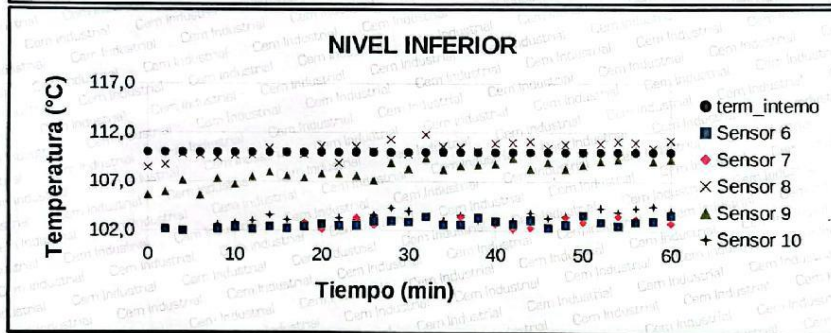 NIVEL INFERIOR
Temperatura (°C)
117,0
112,0
107,0
102,0
0
10
20
30
40
50
60
Tiempo (min)
term_interno
Sensor 6
Sensor 7
Sensor 8
Sensor 9
Sensor 10